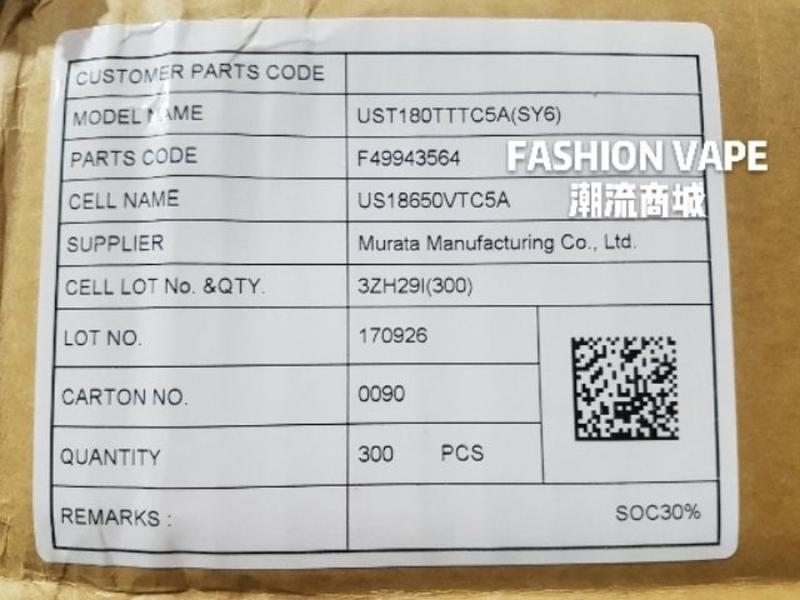 CUSTOMER PARTS CODE
MODEL NAME UST180TTTC5A(SY6)
PARTS CODE F49943564
FASHION VAPE
潮流商城
CELL NAME US18650VTC5A
SUPPLIER Murata Manufacturing Co., Ltd.
CELL LOT No. &QTY. 3ZH29I(300)
LOT NO. 170926
CARTON NO. 0090
QUANTITY 300 PCS
REMARKS : SOC30%